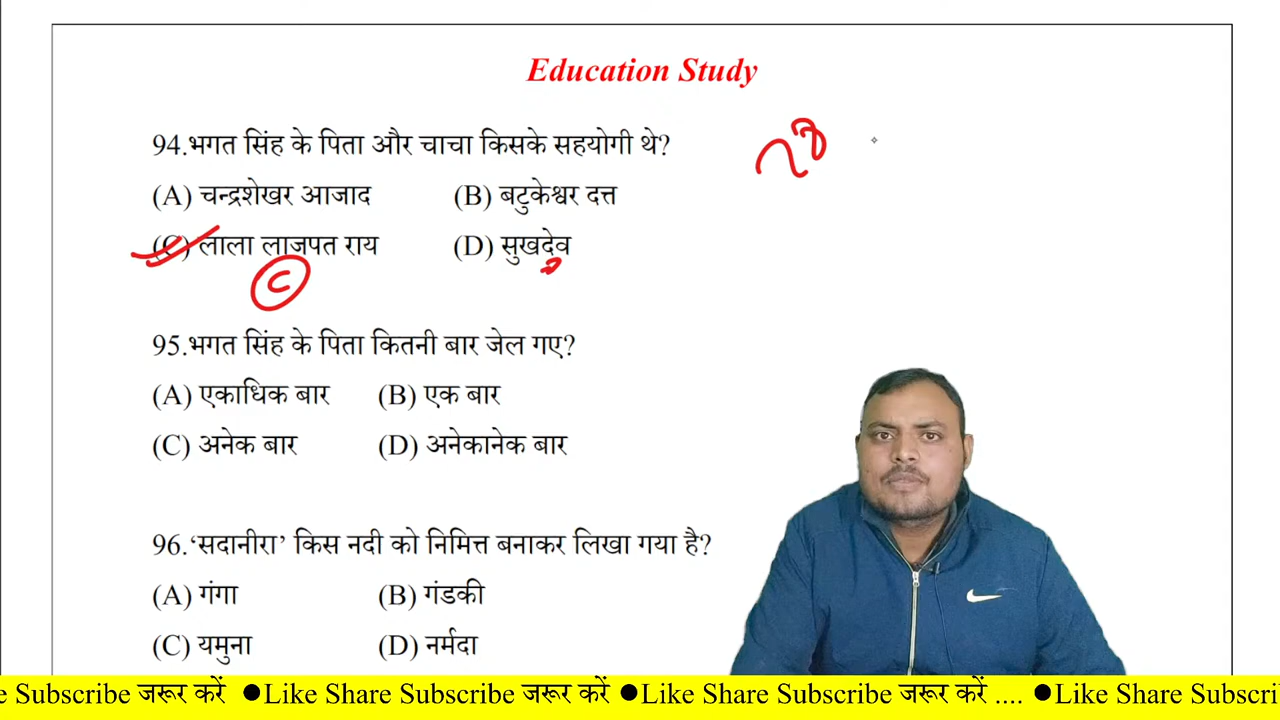 Education Study
94.भगत सिंह के पिता और चाचा किसके सहयोगी थे?
(A) चन्द्रशेखर आजाद (B) बटुकेश्वर दत्त
(C) लाला लाजपत राय (D) सुखदेव
C
95.भगत सिंह के पिता कितनी बार जेल गए?
(A) एकाधिक बार (B) एक बार
(C) अनेक बार (D) अनेकानेक बार
96.‘सदानीरा’ किस नदी को निमित्त बनाकर लिखा गया है?
(A) गंगा (B) गंडकी
(C) यमुना (D) नर्मदा
e Subscribe जरूर करें ●Like Share Subscribe जरूर करें ●Like Share Subscribe जरूर करें .... ●Like Share Subscri